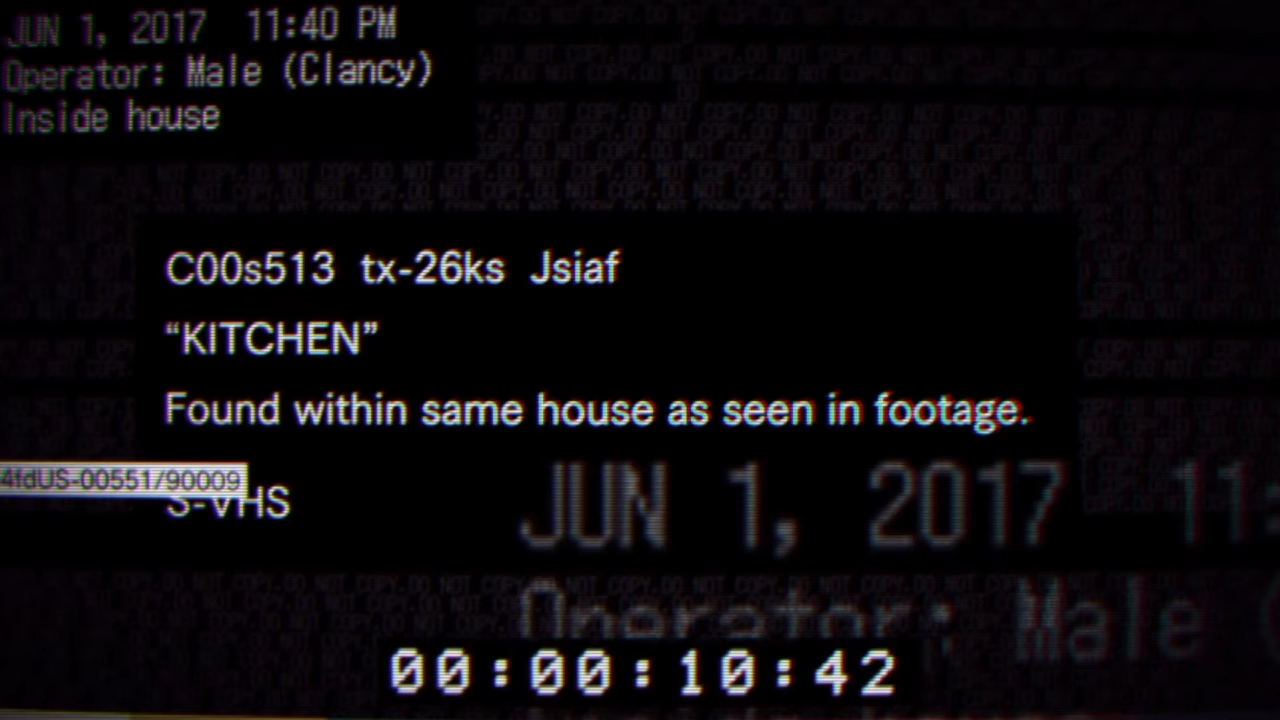 JUN 1, 2017 11:40 PM
Operator: Male (Clancy)
Inside house
C00s513 tx-26ks Jsiaf
“KITCHEN”
Found within same house as seen in footage.
4fdUS-00551/90009
S-VHS
JUN 1, 2017 11:
Operator: Male (
00:00:10:42